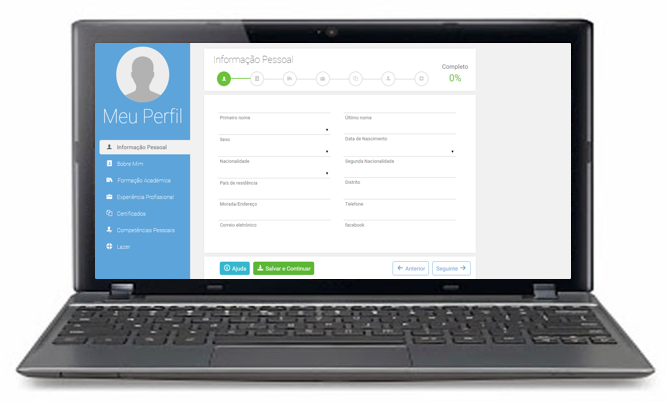 Informação Pessoal
Completo
0%
Meu Perfil
Informação Pessoal
Sobre Mim
Formação Académica
Experiência Profissional
Certificados
Competências Pessoais
Lazer
Primeiro nome
Último nome
Sexo
Data de Nascimento
Nacionalidade
Segunda Nacionalidade
País de residência
Distrito
Morada/Endereço
Telefone
Correio eletrónico
facebook
Ajuda
Salvar e Continuar
Anterior
Seguinte